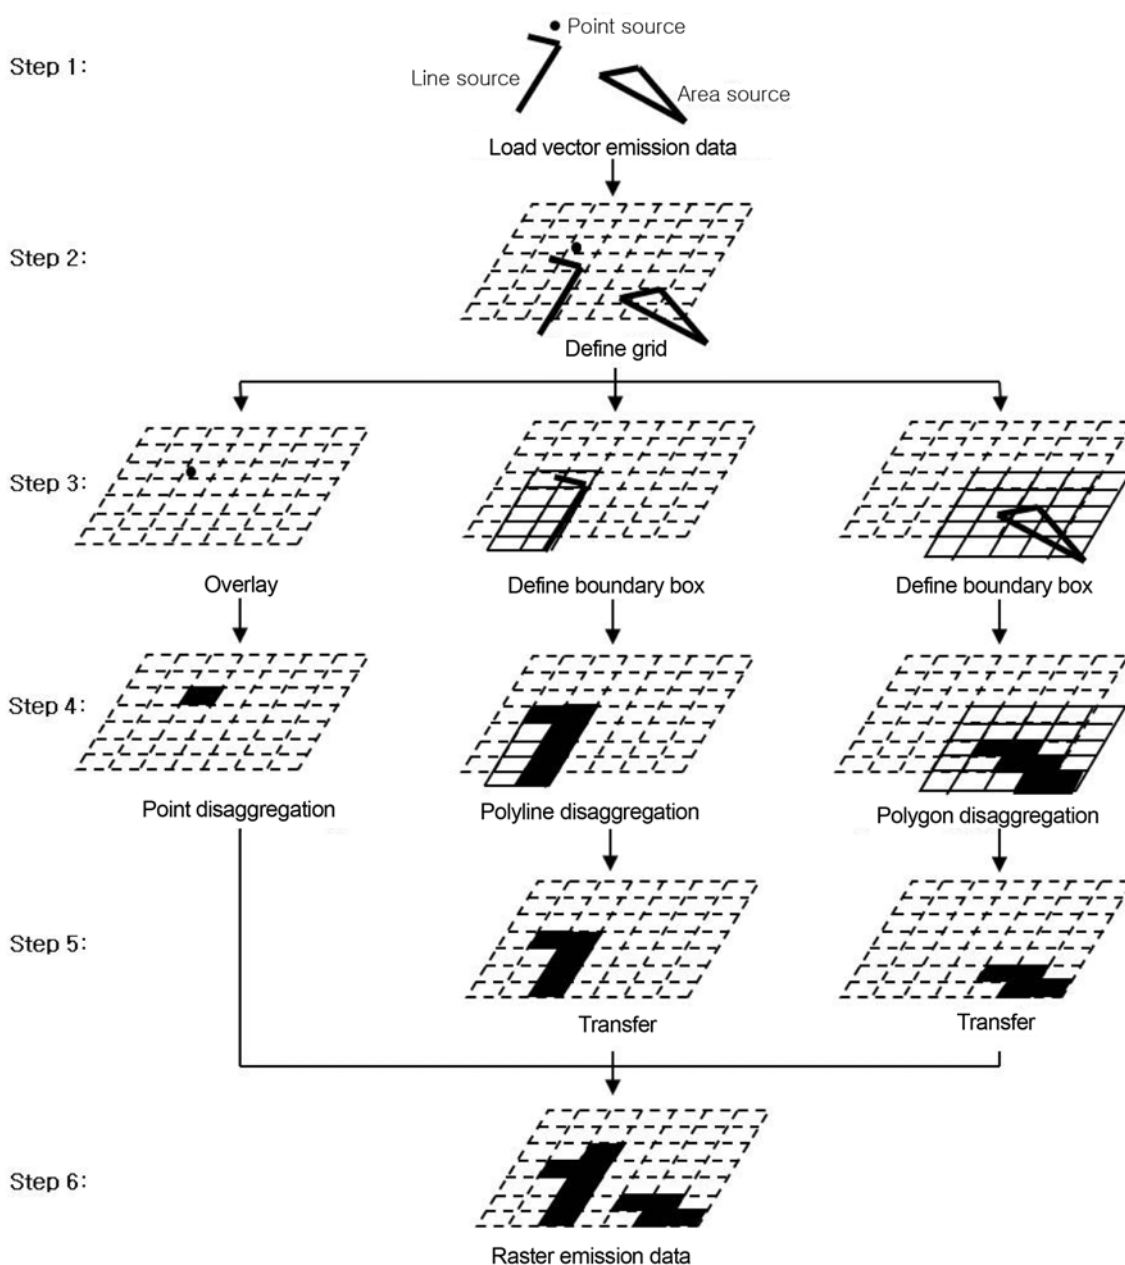 Point source
Step 1:
Line source
Area source
Load vector emission data
Step 2:
Define grid
Step 3:
Overlay
Define boundary box
Define boundary box
Step 4:
Point disaggregation
Polyline disaggregation
Polygon disaggregation
Step 5:
Transfer
Transfer
Step 6:
Raster emission data